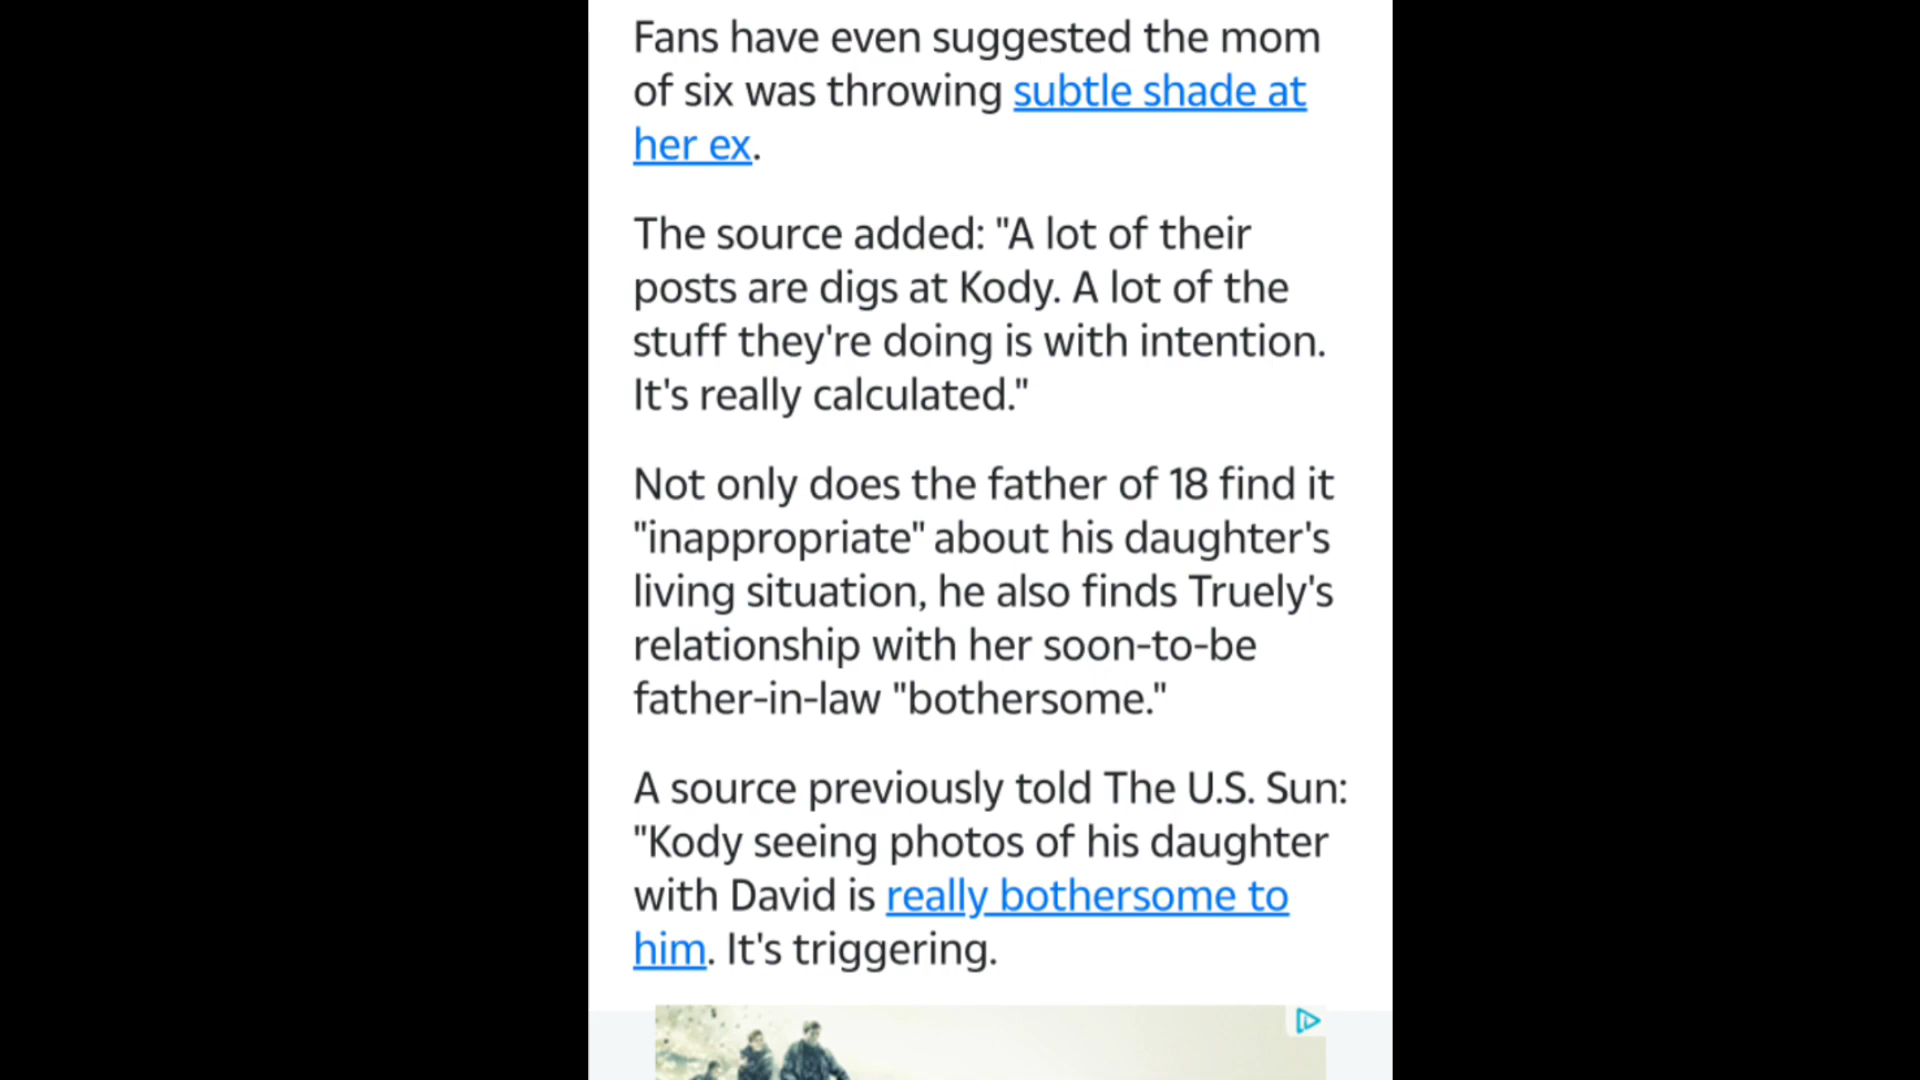 Fans have even suggested the mom
of six was throwing subtle shade at
her ex.
The source added: "A lot of their
posts are digs at Kody. A lot of the
stuff they're doing is with intention.
It's really calculated."
Not only does the father of 18 find it
"inappropriate" about his daughter's
living situation, he also finds Truely's
relationship with her soon-to-be
father-in-law "bothersome."
A source previously told The U.S. Sun:
"Kody seeing photos of his daughter
with David is really bothersome to
him. It's triggering.